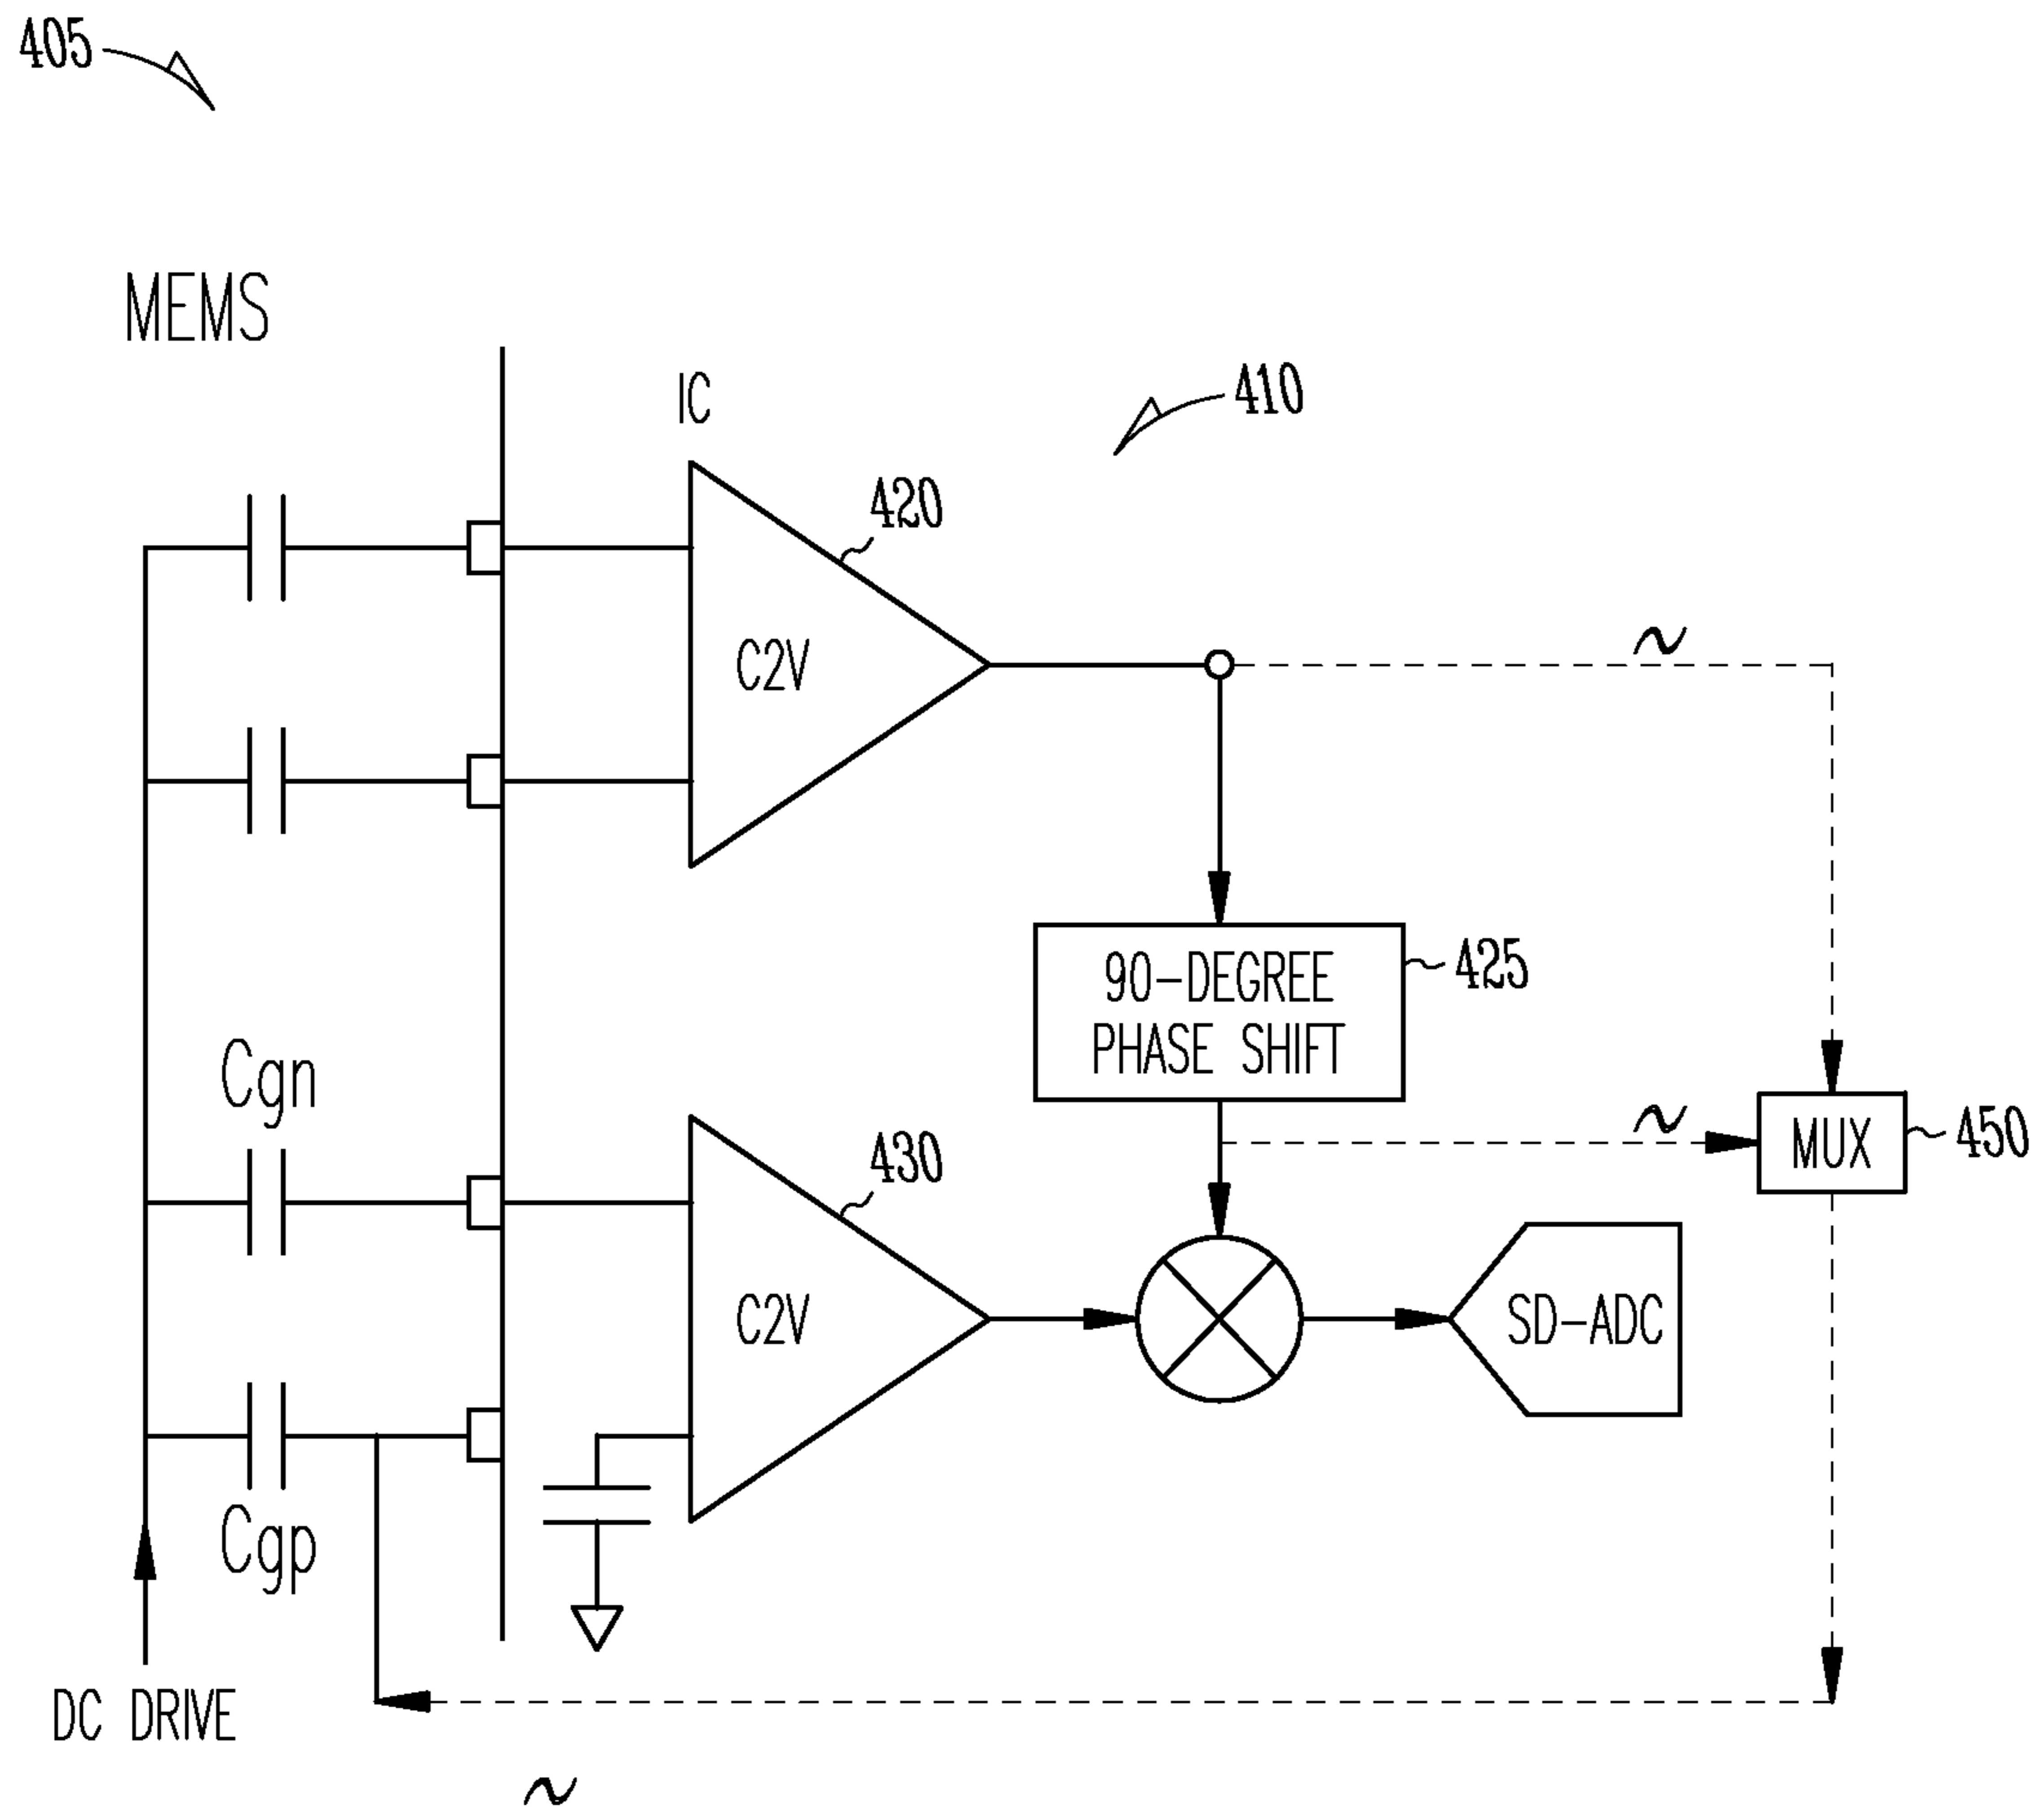 405
MEMS
IC
410
420
C2V
90-DEGREE
PHASE SHIFT
425
Cgn
430
MUX
450
C2V
SD-ADC
Cgp
DC DRIVE